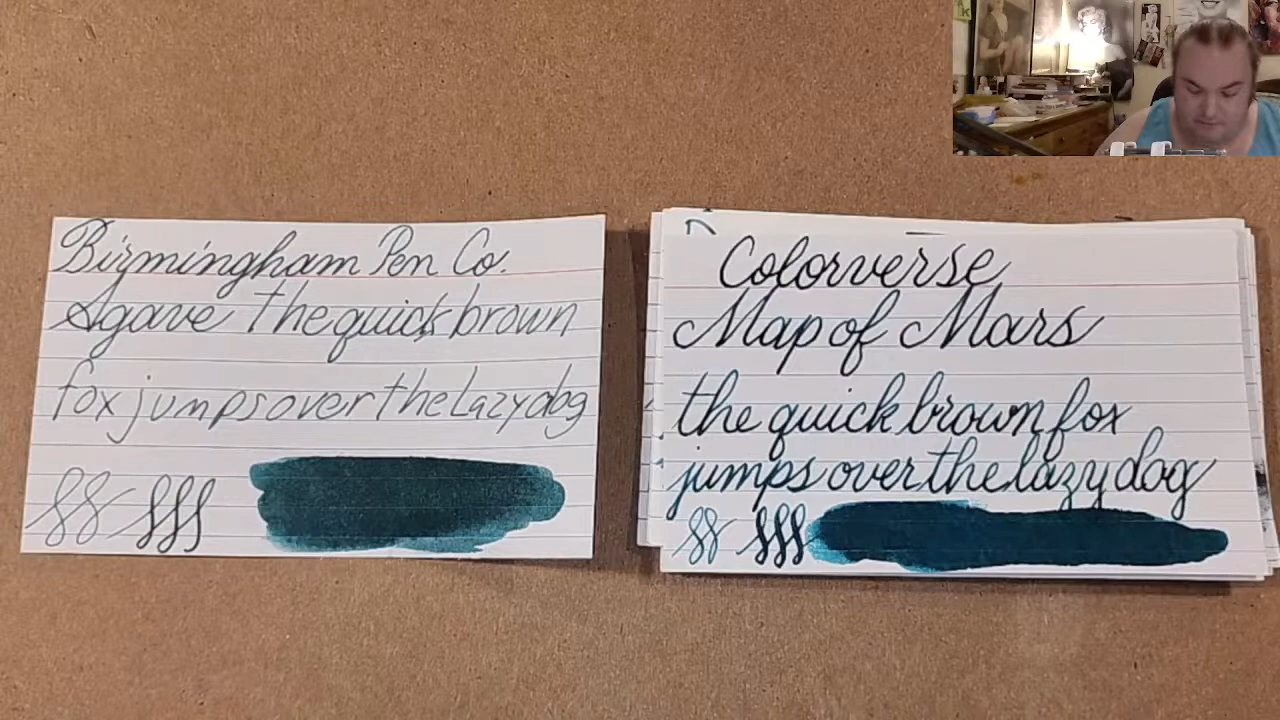 Birmingham Pen Co.
Agave the quick brown
fox jumps over the Lazy dog
Colorverse
Map of Mars
the quick brown fox
jumps over the lazy dog